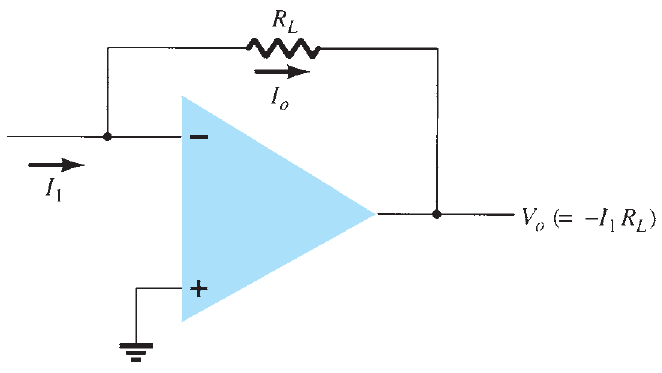 R_L
I_o
−
I_1
V_o (= −I_1 R_L)
+